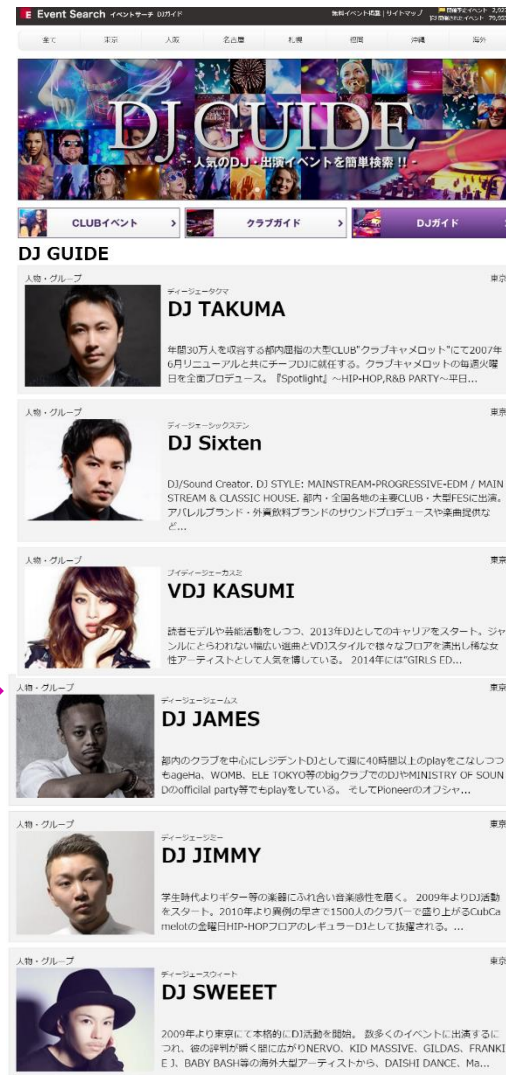 E Event Search イベントサーチ DJガイド
無料イベント掲載 | サイトマップ
全て 東京 人阪 名古屋 札幌 福岡 沖縄 海外
DJ GUIDE
- 人気のDJ・出演イベントを簡単検索 !! -
CLUBイベント > クラブガイド > DJガイド
DJ GUIDE
人物・グループ 東京
ディージェータクマ
DJ TAKUMA
年間30万人を収容する都内屈指の大型CLUB"クラブキャメロット"にて2007年
6月リニューアルと共にチーフDJに就任する。クラブキャメロットの毎週火曜
日を全面プロデュース。『Spotlight』～HIP-HOP,R&B PARTY～平日...
人物・グループ 東京
ディージェーシックステン
DJ Sixten
DJ/Sound Creator. DJ STYLE: MAINSTREAM-PROGRESSIVE-EDM / MAIN
STREAM & CLASSIC HOUSE. 都内・全国各地の主要CLUB・大型FESに出演。
アパレルブランド・外資飲料ブランドのサウンドプロデュースや楽曲提供な
ど...
人物・グループ 東京
ブイディージェーカスミ
VDJ KASUMI
読者モデルや芸能活動をしつつ、2013年DJとしてのキャリアをスタート。ジャ
ンルにとらわれない幅広い選曲とVDJスタイルで様々なフロアを演出し稀な女
性アーティストとして人気を博している。 2014年には"GIRLS ED...
人物・グループ 東京
ディージェージェームス
DJ JAMES
都内のクラブを中心にレジデントDJとして週に40時間以上のplayをこなしつつ
もageHa、WOMB、ELE TOKYO等のbigクラブでのDJやMINISTRY OF SOUN
Dのofficilal party等でもplayをしている。 そしてPioneerのオフシャ...
人物・グループ 東京
ディージェージミー
DJ JIMMY
学生時代よりギター等の楽器にふれ合い音楽感性を磨く。 2009年よりDJ活動
をスタート。2010年より異例の早さで1500人のクラバーで盛り上がるCubCa
melotの金曜日HIP-HOPフロアのレギュラーDJとして抜擢される。...
人物・グループ 東京
ディージェースウィート
DJ SWEEET
2009年より東京にて本格的にDJ活動を開始。 数多くのイベントに出演するに
つれ、彼の評判が瞬く間に広がりNERVO、KID MASSIVE、GILDAS、FRANKI
E J、BABY BASH等の海外大型アーティストから、DAISHI DANCE、Ma...